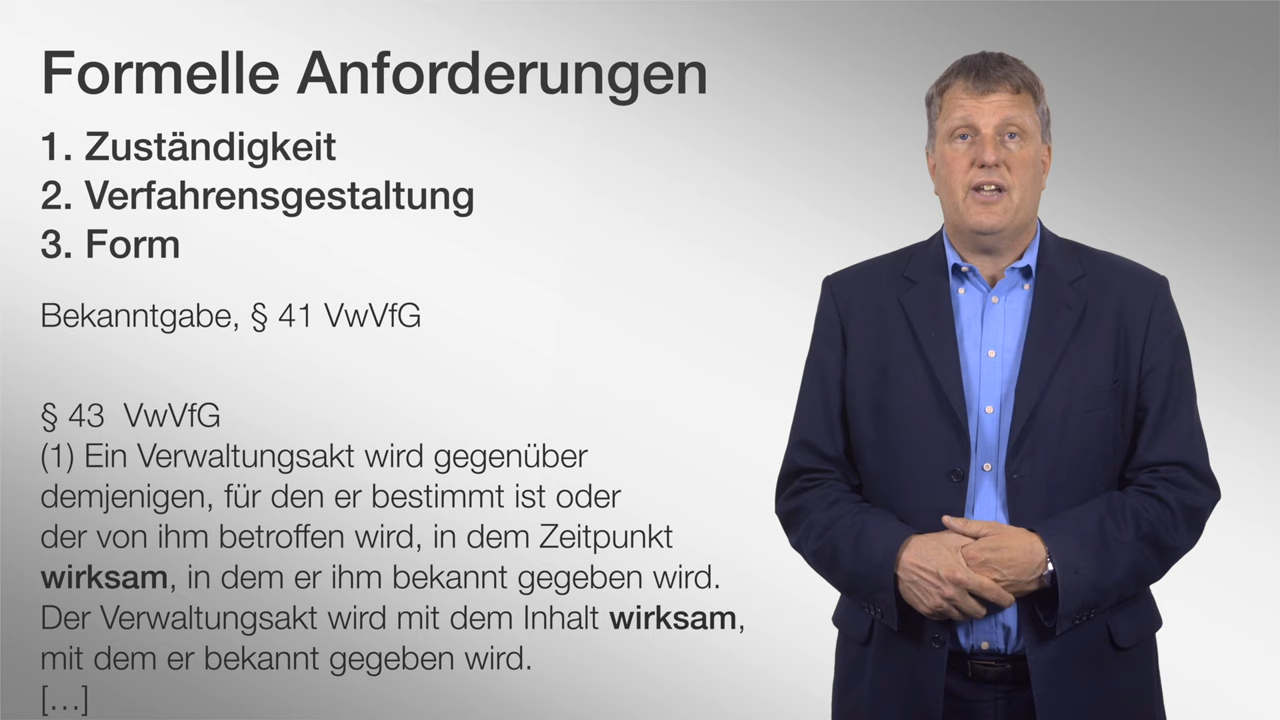 Formelle Anforderungen
1. Zuständigkeit
2. Verfahrensgestaltung
3. Form
Bekanntgabe, § 41 VwVfG
§ 43 VwVfG
(1) Ein Verwaltungsakt wird gegenüber
demjenigen, für den er bestimmt ist oder
der von ihm betroffen wird, in dem Zeitpunkt
wirksam, in dem er ihm bekannt gegeben wird.
Der Verwaltungsakt wird mit dem Inhalt wirksam,
mit dem er bekannt gegeben wird.
[…]